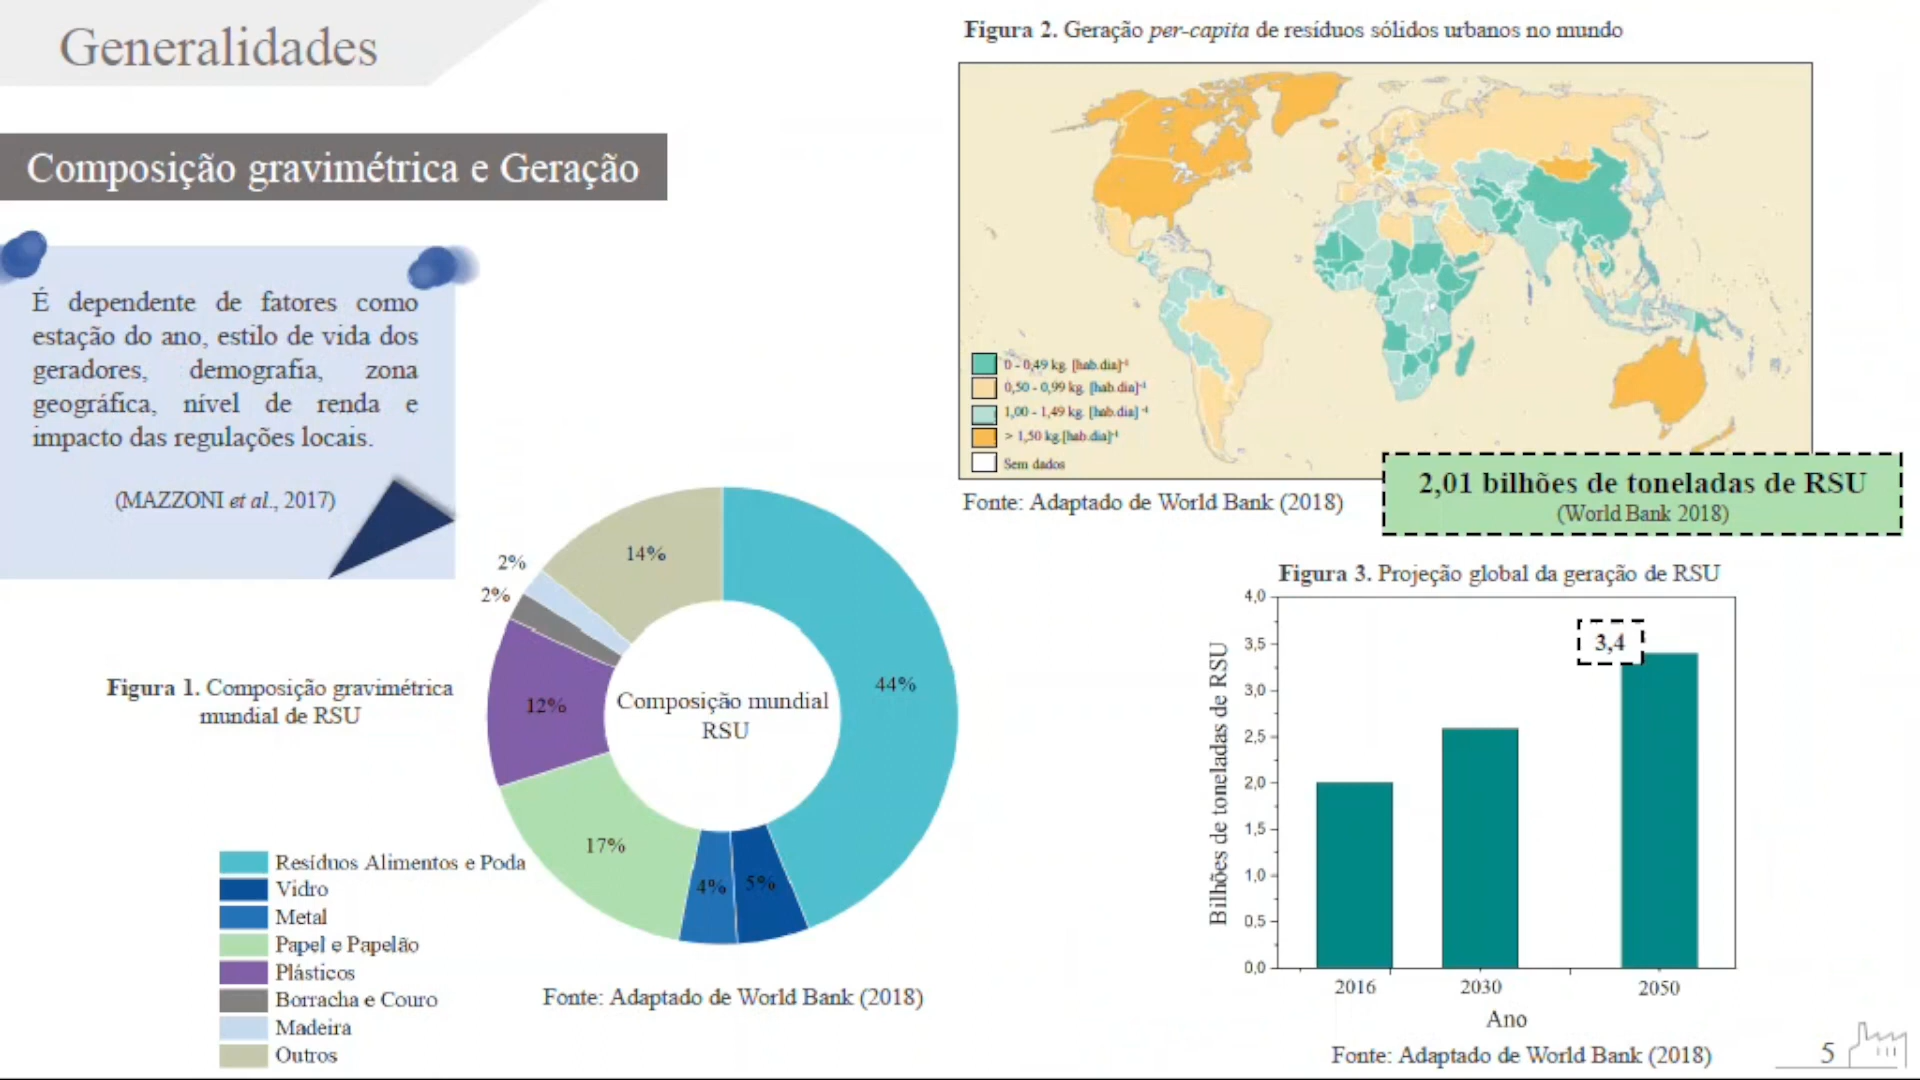 Generalidades
Composição gravimétrica e Geração
É dependente de fatores como
estação do ano, estilo de vida dos
geradores, demografia, zona
geográfica, nível de renda e
impacto das regulações locais.
(MAZZONI et al., 2017)
Figura 1. Composição gravimétrica
mundial de RSU
14%
2%
2%
12%
17%
4%
5%
44%
Composição mundial
RSU
Resíduos Alimentos e Poda
Vidro
Metal
Papel e Papelão
Plásticos
Borracha e Couro
Madeira
Outros
Fonte: Adaptado de World Bank (2018)
Figura 2. Geração per-capita de resíduos sólidos urbanos no mundo
0 - 0,49 kg. [hab.dia]-¹
0,50 - 0,99 kg. [hab.dia]-¹
1,00 - 1,49 kg. [hab.dia] -¹
> 1,50 kg.[hab.dia]-¹
Sem dados
Fonte: Adaptado de World Bank (2018)
2,01 bilhões de toneladas de RSU
(World Bank 2018)
Figura 3. Projeção global da geração de RSU
Bilhões de toneladas de RSU
4,0
3,5
3,0
2,5
2,0
1,5
1,0
0,5
0,0
3,4
2016
2030
2050
Ano
Fonte: Adaptado de World Bank (2018)
5